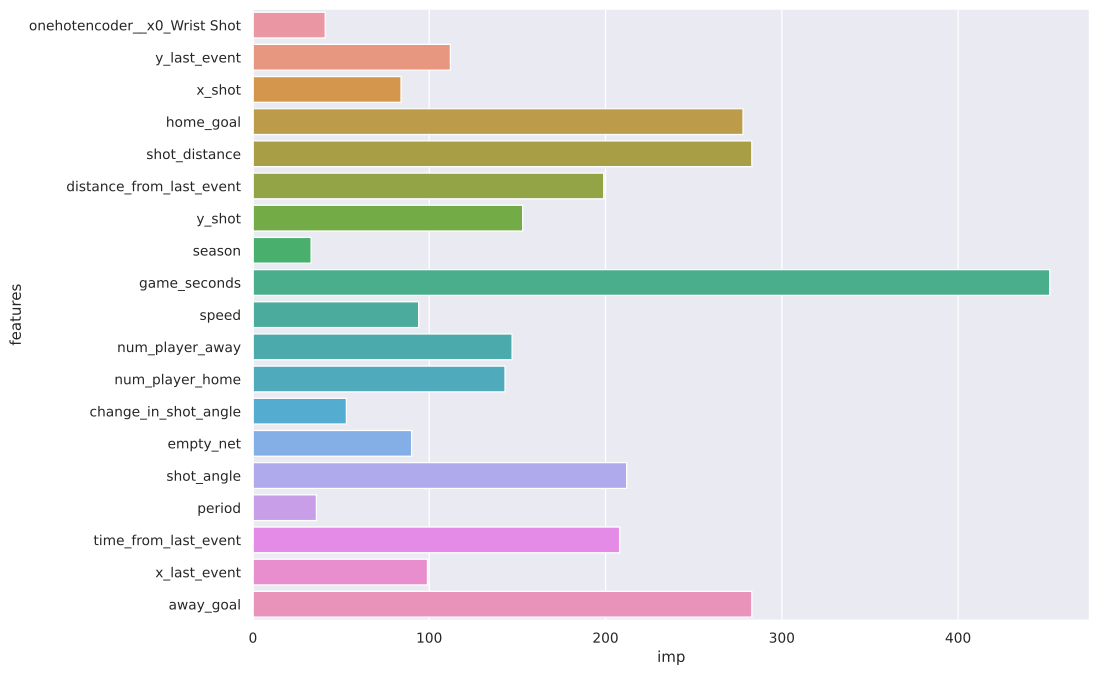 onehotencoder__x0_Wrist Shot
y_last_event
x_shot
home_goal
shot_distance
distance_from_last_event
y_shot
season
game_seconds
speed
num_player_away
num_player_home
change_in_shot_angle
empty_net
shot_angle
period
time_from_last_event
x_last_event
away_goal
features
0 100 200 300 400
imp